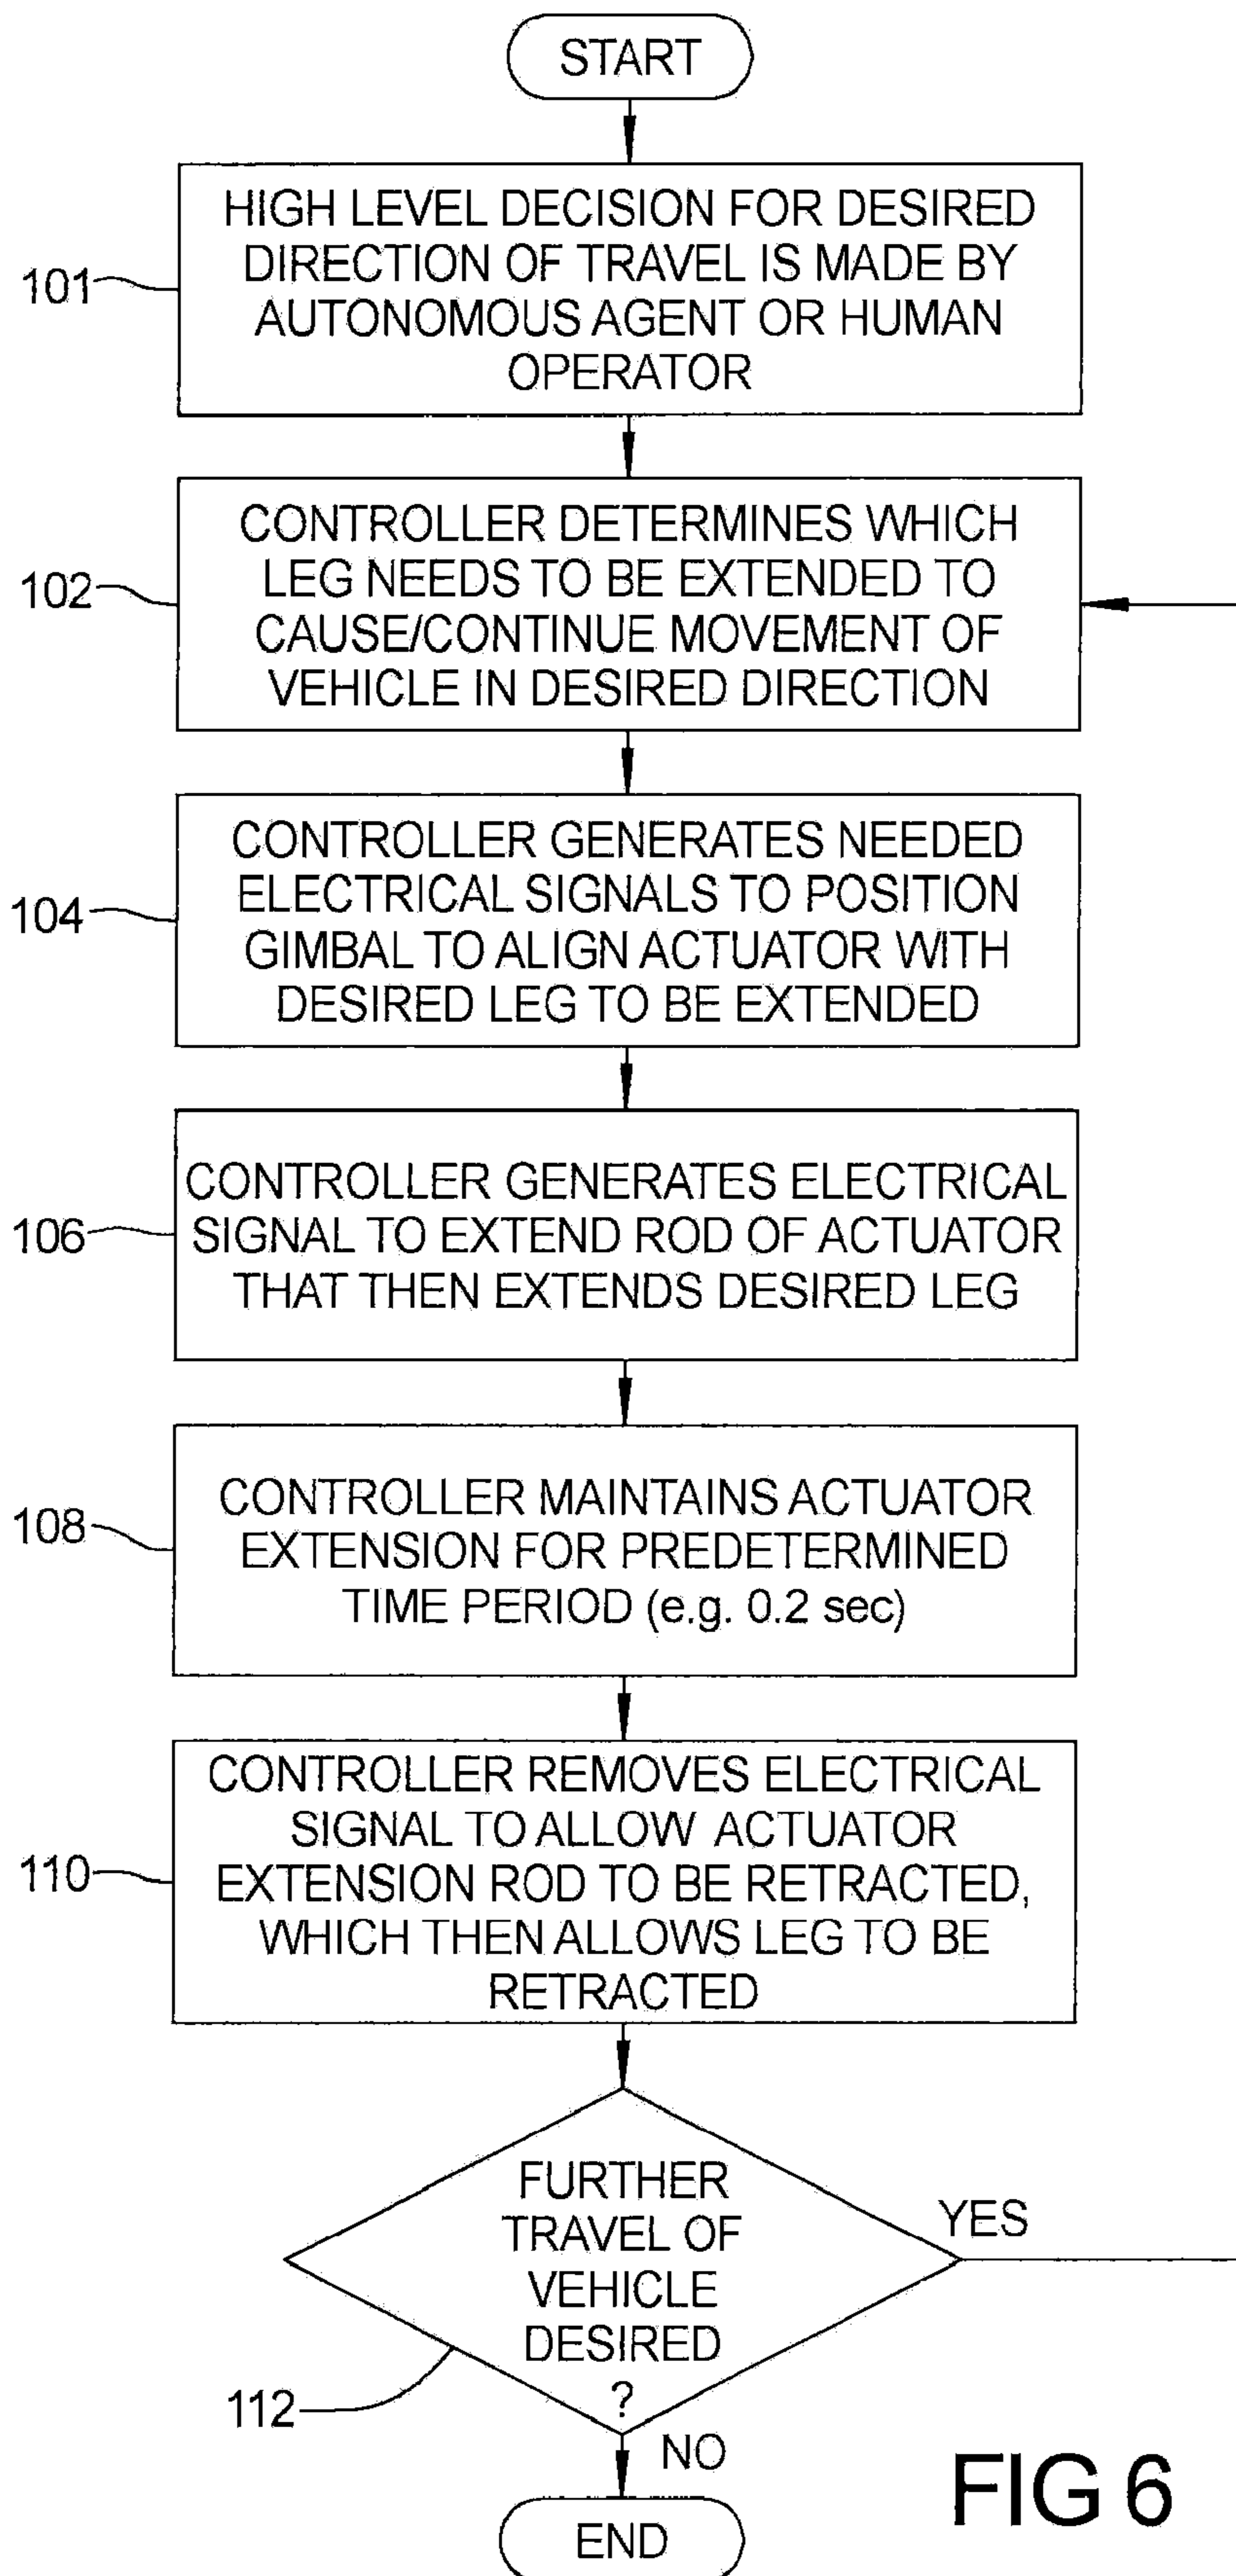 START
HIGH LEVEL DECISION FOR DESIRED
DIRECTION OF TRAVEL IS MADE BY
AUTONOMOUS AGENT OR HUMAN
OPERATOR
101
CONTROLLER DETERMINES WHICH
LEG NEEDS TO BE EXTENDED TO
CAUSE/CONTINUE MOVEMENT OF
VEHICLE IN DESIRED DIRECTION
102
CONTROLLER GENERATES NEEDED
ELECTRICAL SIGNALS TO POSITION
GIMBAL TO ALIGN ACTUATOR WITH
DESIRED LEG TO BE EXTENDED
104
CONTROLLER GENERATES ELECTRICAL
SIGNAL TO EXTEND ROD OF ACTUATOR
THAT THEN EXTENDS DESIRED LEG
106
CONTROLLER MAINTAINS ACTUATOR
EXTENSION FOR PREDETERMINED
TIME PERIOD (e.g. 0.2 sec)
108
CONTROLLER REMOVES ELECTRICAL
SIGNAL TO ALLOW ACTUATOR
EXTENSION ROD TO BE RETRACTED,
WHICH THEN ALLOWS LEG TO BE
RETRACTED
110
FURTHER
TRAVEL OF
VEHICLE
DESIRED
?
YES
112
NO
END
FIG 6